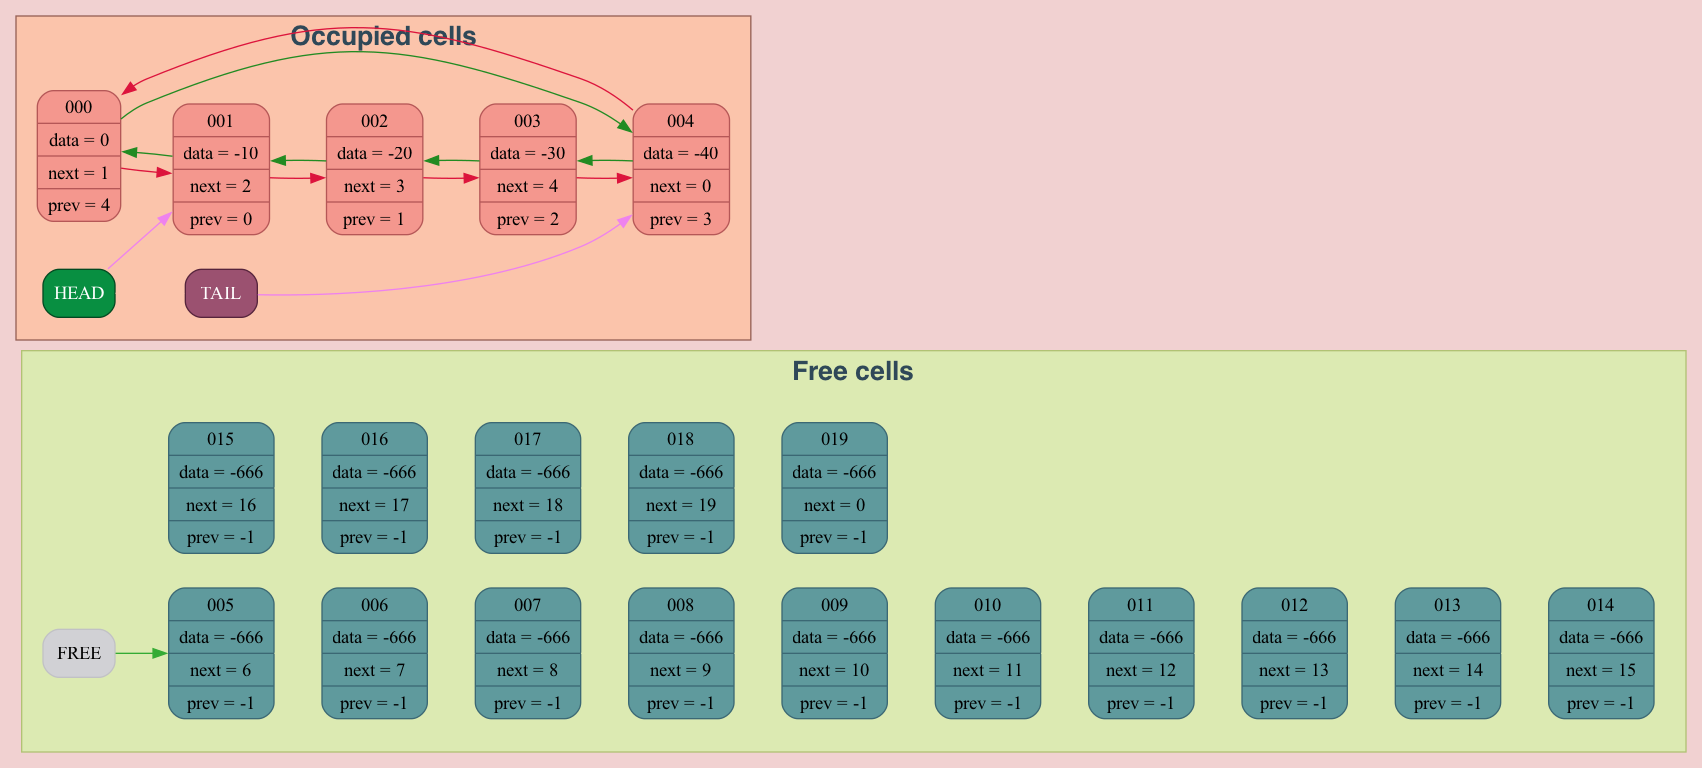 Occupied cells
000
data = 0
next = 1
prev = 4
001
data = -10
next = 2
prev = 0
002
data = -20
next = 3
prev = 1
003
data = -30
next = 4
prev = 2
004
data = -40
next = 0
prev = 3
HEAD
TAIL
Free cells
015
data = -666
next = 16
prev = -1
016
data = -666
next = 17
prev = -1
017
data = -666
next = 18
prev = -1
018
data = -666
next = 19
prev = -1
019
data = -666
next = 0
prev = -1
FREE
005
data = -666
next = 6
prev = -1
006
data = -666
next = 7
prev = -1
007
data = -666
next = 8
prev = -1
008
data = -666
next = 9
prev = -1
009
data = -666
next = 10
prev = -1
010
data = -666
next = 11
prev = -1
011
data = -666
next = 12
prev = -1
012
data = -666
next = 13
prev = -1
013
data = -666
next = 14
prev = -1
014
data = -666
next = 15
prev = -1